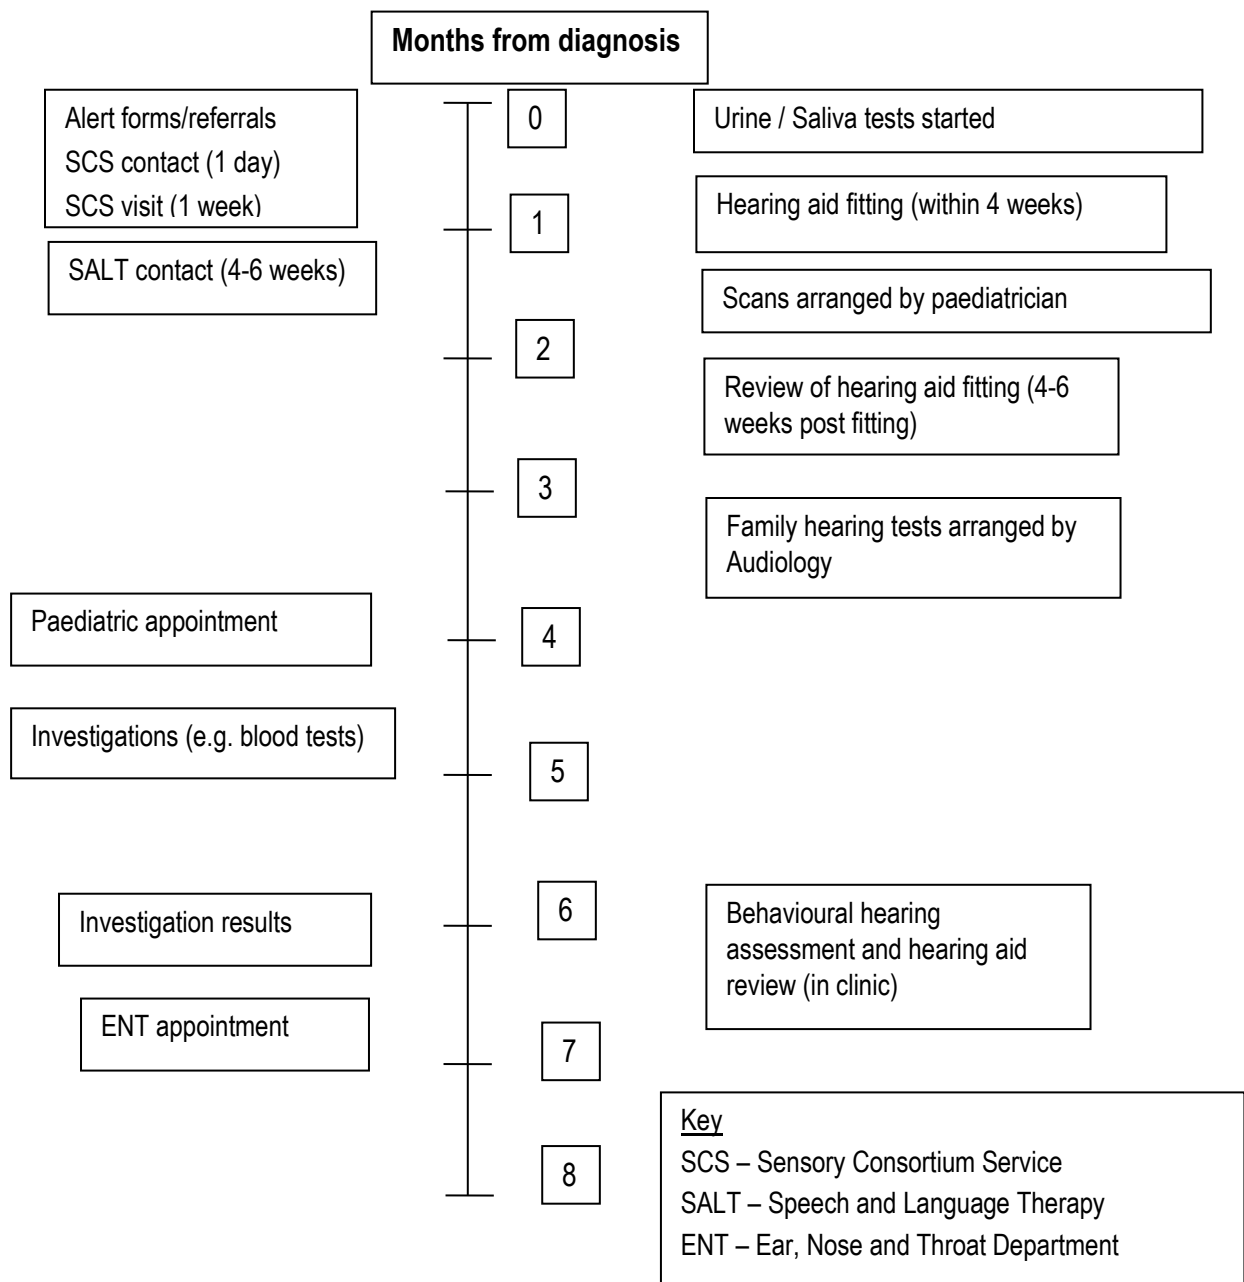 Months from diagnosis
Alert forms/referrals
SCS contact (1 day)
SCS visit (1 week)
0
Urine / Saliva tests started
1
Hearing aid fitting (within 4 weeks)
SALT contact (4-6 weeks)
Scans arranged by paediatrician
2
Review of hearing aid fitting (4-6
weeks post fitting)
3
Family hearing tests arranged by
Audiology
Paediatric appointment
4
Investigations (e.g. blood tests)
5
Investigation results
6
Behavioural hearing
assessment and hearing aid
review (in clinic)
ENT appointment
7
8
Key
SCS – Sensory Consortium Service
SALT – Speech and Language Therapy
ENT – Ear, Nose and Throat Department